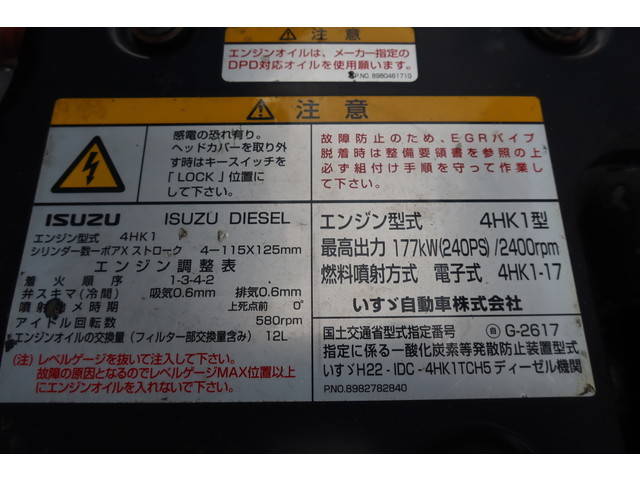 注意
エンジンオイルは、メーカー指定の
DPD対応オイルを使用願います。
P.NO 8980461710
注意
感電の恐れ有り。
ヘッドカバーを取り外
す時はキースイッチを
「LOCK」位置に
して下さい。
故障防止のため、EGRパイプ
脱着時は整備要領書を参照の上
必ず組付け手順を守って作業
して下さい。
ISUZU ISUZU DIESEL
エンジン型式 4HK1
シリンダー数ーボアXストローク 4ー115X125mm
エンジン調整表
着火順序 1-3-4-2
弁スキマ(冷間) 吸気0.6mm 排気0.6mm
噴射始メ時期 上死点前 0°
アイドル回転数 580rpm
エンジンオイルの交換量(フィルター部交換量含み) 12L
(注)レベルゲージを抜いて注入して下さい。
故障の原因となるのでレベルゲージMAX位置以上
にエンジンオイルを入れないで下さい。
エンジン型式 4HK1型
最高出力 177kW(240PS)/2400rpm
燃料噴射方式 電子式 4HK1-17
いすゞ自動車株式会社
国土交通省型式指定番号 自 G-2617
指定に係る一酸化炭素等発散防止装置型式
いすゞH22-IDC-4HK1TCH5ディーゼル機関
P.NO.8982782840